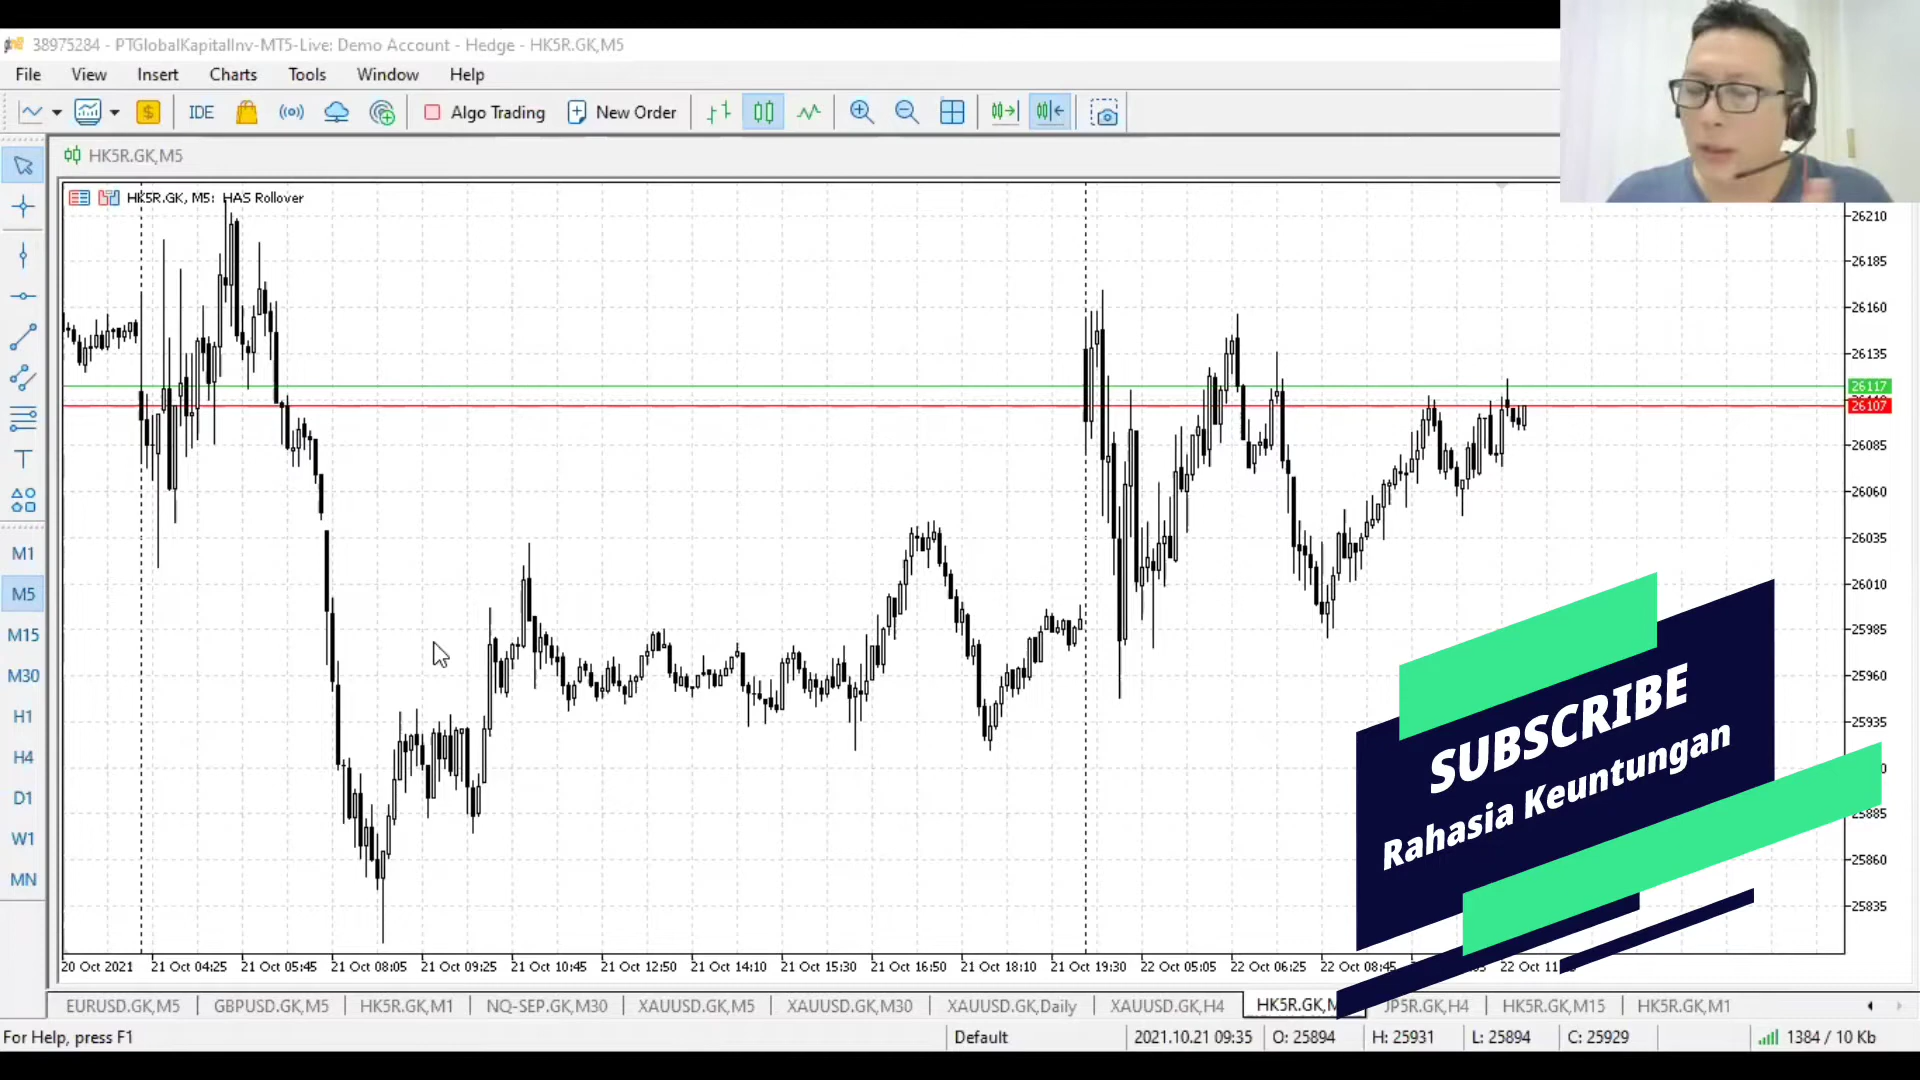 38975284 - PTGlobalKapitalInv-MT5-Live: Demo Account - Hedge - HK5R.GK,M5
File View Insert Charts Tools Window Help
IDE Algo Trading New Order
HK5R.GK,M5
HK5R.GK, M5: HAS Rollover
26210
26185
26160
26135
26117
26107
26085
26060
26035
26010
25985
25960
25935
25885
25860
25835
M1
M5
M15
M30
H1
H4
D1
W1
MN
SUBSCRIBE
Rahasia Keuntungan
20 Oct 2021 21 Oct 04:25 21 Oct 05:45 21 Oct 08:05 21 Oct 09:25 21 Oct 10:45 21 Oct 12:50 21 Oct 14:10 21 Oct 15:30 21 Oct 16:50 21 Oct 18:10 21 Oct 19:30 22 Oct 05:05 22 Oct 06:25 22 Oct 08:45 22 Oct
EURUSD.GK,M5 GBPUSD.GK,M5 HK5R.GK,M1 NQ-SEP.GK,M30 XAUUSD.GK,M5 XAUUSD.GK,M30 XAUUSD.GK,Daily XAUUSD.GK,H4 HK5R.GK,M JP5R.GK,H4 HK5R.GK,M15 HK5R.GK,M1
For Help, press F1 Default 2021.10.21 09:35 O: 25894 H: 25931 L: 25894 C: 25929 1384 / 10 Kb